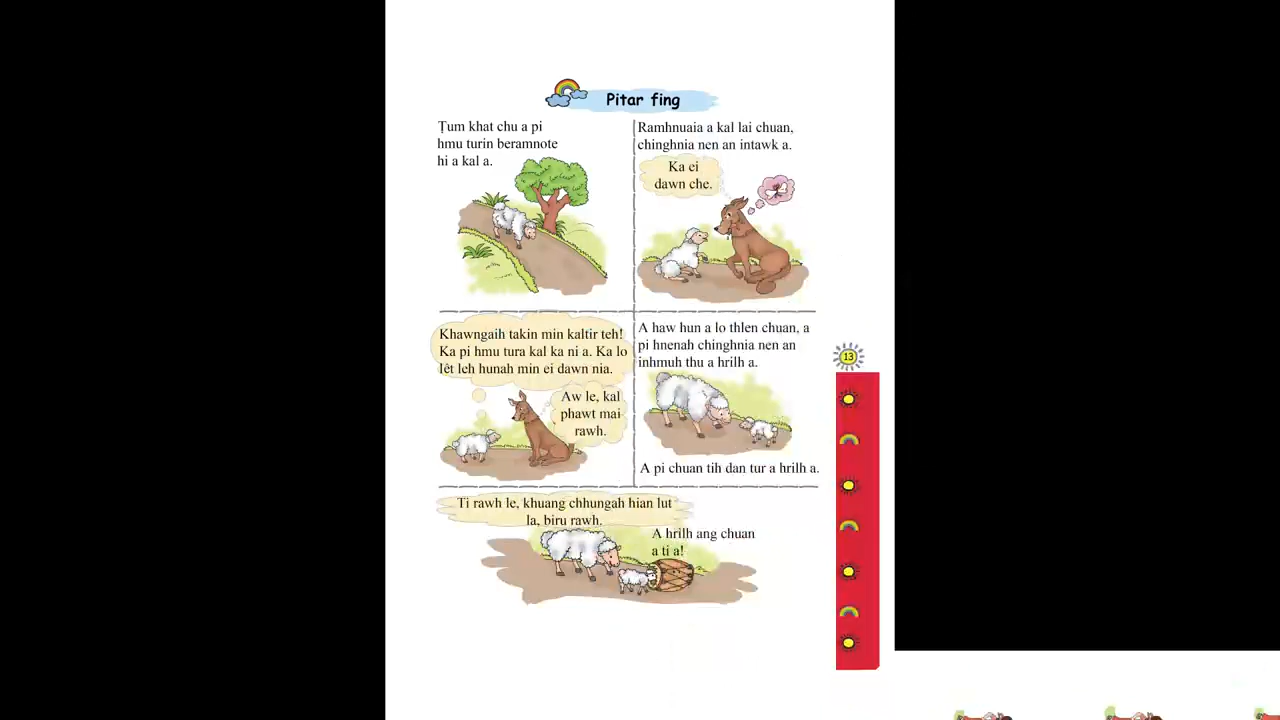 Pitar fing
Ṭum khat chu a pi
hmu turin beramnote
hi a kal a.
Ramhnuaia a kal lai chuan,
chinghnia nen an intawk a.
Ka ei
dawn che.
Khawngaih takin min kaltir teh!
Ka pi hmu tura kal ka ni a. Ka lo
lêt leh hunah min ei dawn nia.
Aw le, kal
phawt mai
rawh.
A haw hun a lo thlen chuan, a
pi hnenah chinghnia nen an
inhmuh thu a hrilh a.
A pi chuan tih dan tur a hrilh a.
Ti rawh le, khuang chhungah hian lut
la, biru rawh.
A hrilh ang chuan
a ti a!
13